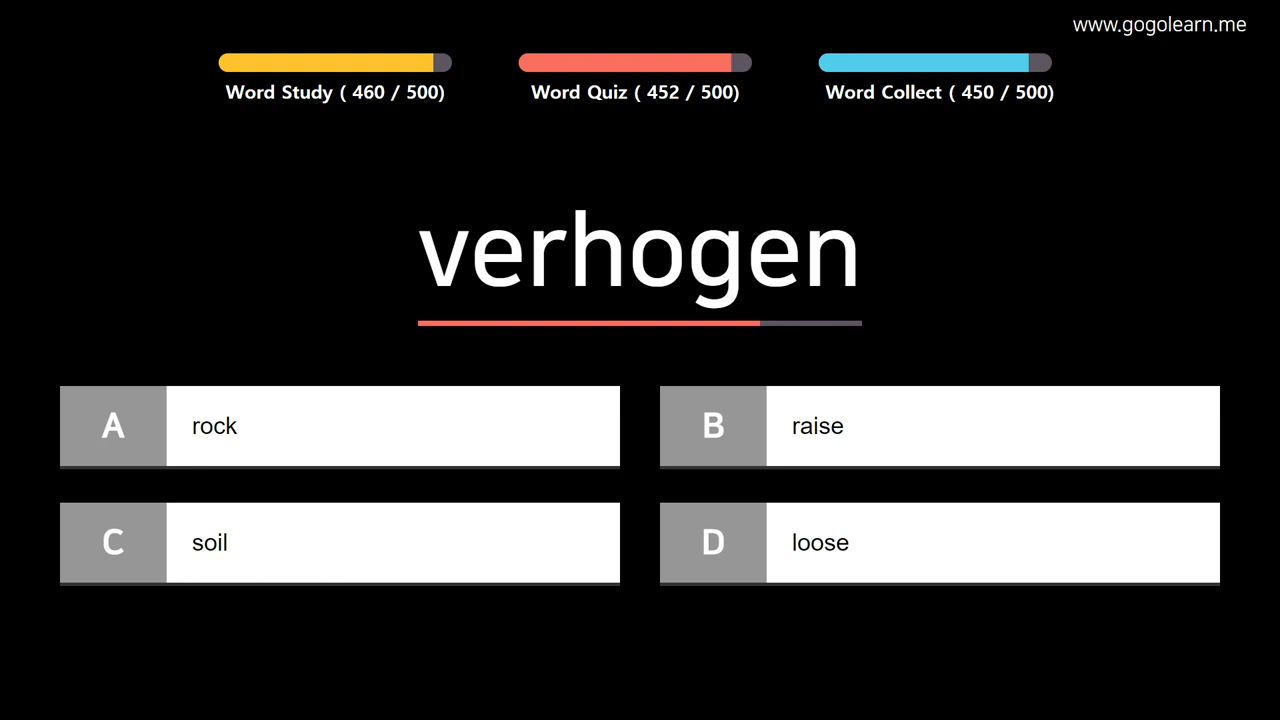 www.gogolearn.me
Word Study ( 460 / 500)
Word Quiz ( 452 / 500)
Word Collect ( 450 / 500)
verhogen
A rock
B raise
C soil
D loose